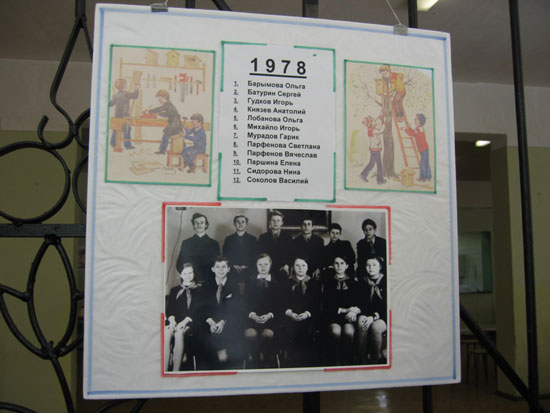 1978
1. Барымова Ольга
2. Батурин Сергей
3. Гудков Игорь
4. Князев Анатолий
5. Лобанова Ольга
6. Михайло Игорь
7. Мурадов Гарик
8. Парфенова Светлана
9. Парфенов Вячеслав
10. Паршина Елена
11. Сидорова Нина
12. Соколов Василий